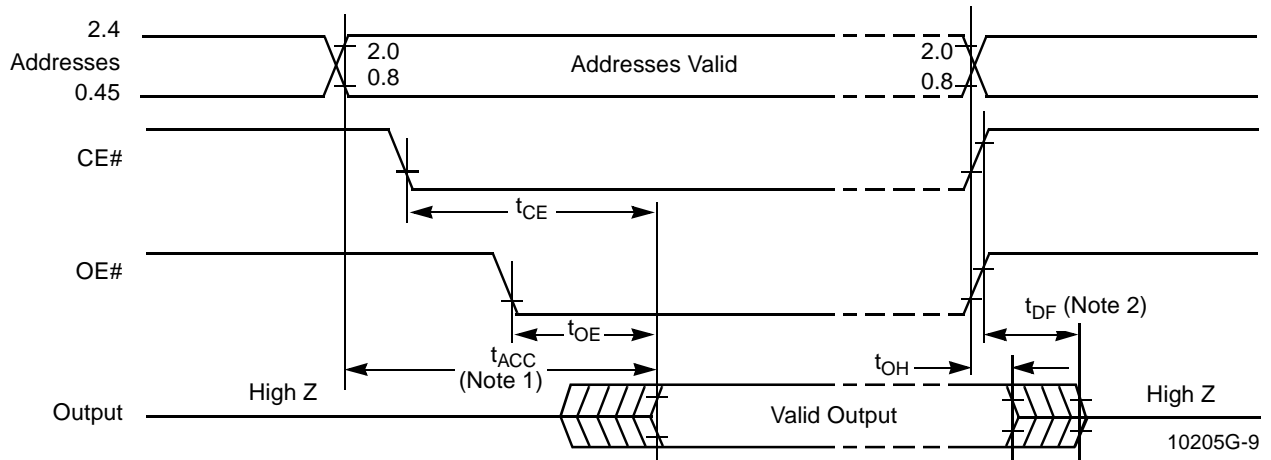 2.4
Addresses
0.45
2.0
0.8
Addresses Valid
2.0
0.8
CE#
tCE
OE#
tOE
tDF (Note 2)
tACC
(Note 1)
tOH
High Z
Output
Valid Output
High Z
10205G-9